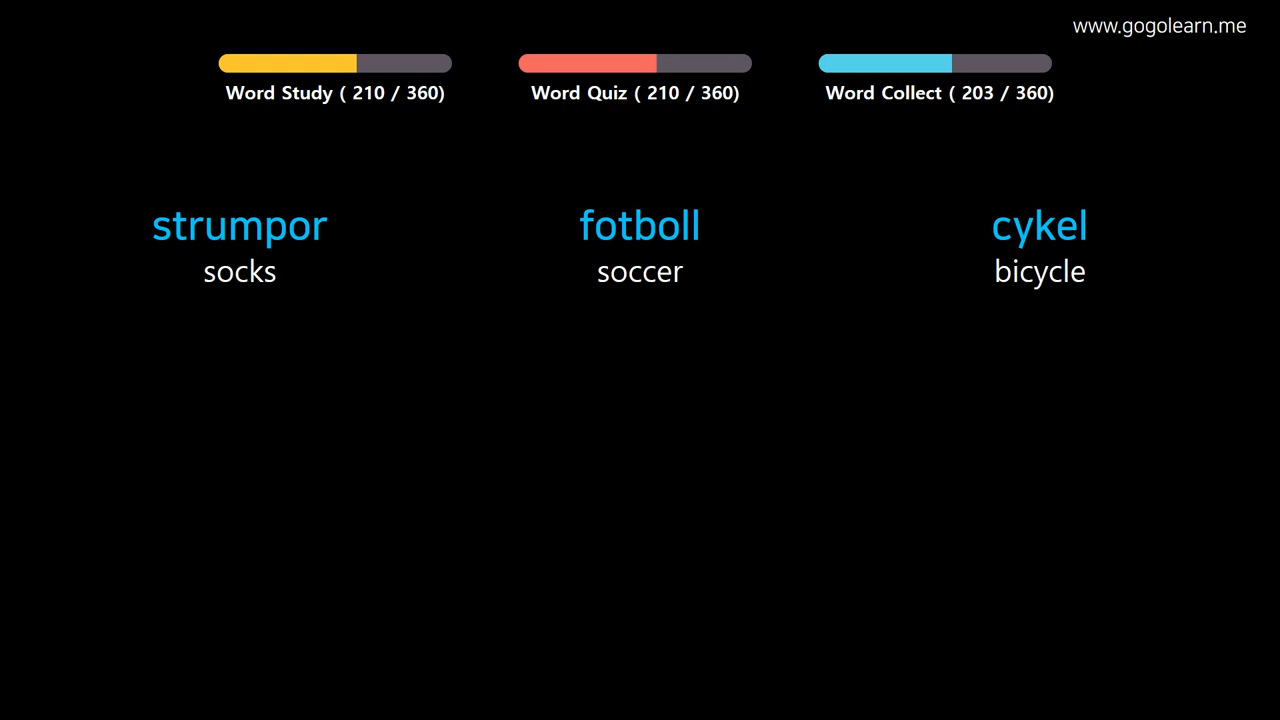 www.gogolearn.me
Word Study ( 210 / 360)
Word Quiz ( 210 / 360)
Word Collect ( 203 / 360)
strumpor
socks
fotboll
soccer
cykel
bicycle